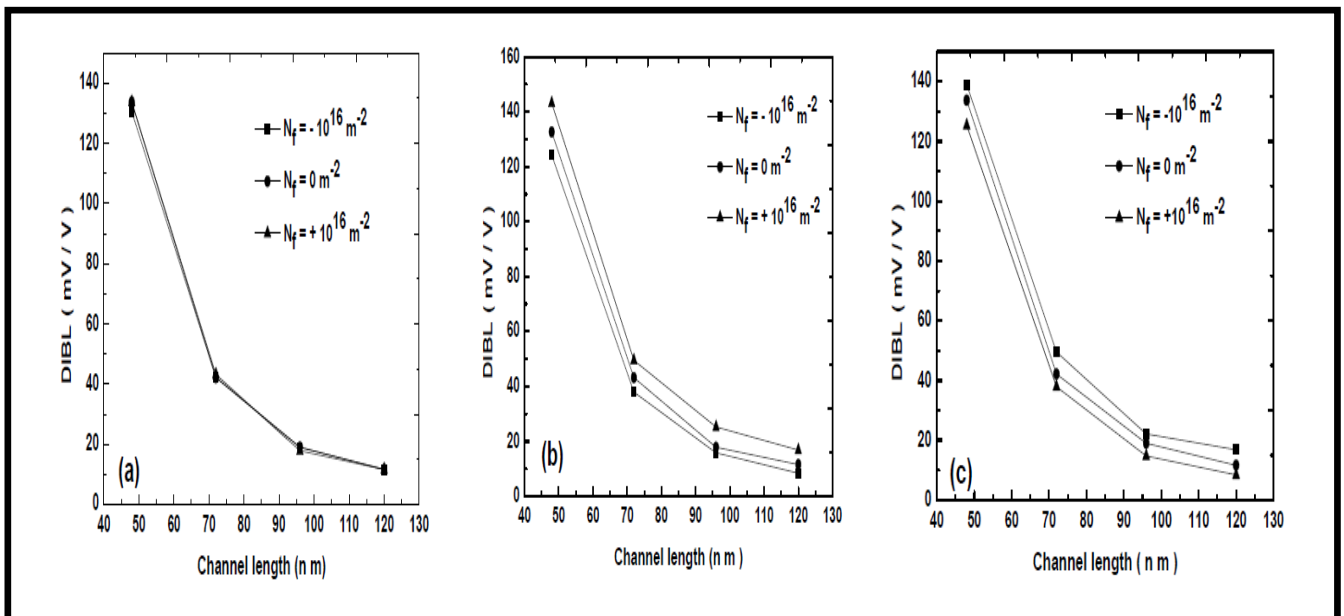 140
120
100
80
60
40
20
0
40 50 60 70 80 90 100 110 120 130
DIBL ( mV / V )
Channel length (n m)
N_f = - 10^16 m^-2
N_f = 0 m^-2
N_f = + 10^16 m^-2
(a)
160
140
120
100
80
60
40
20
0
40 50 60 70 80 90 100 110 120 130
DIBL ( mV / V )
Channel length (n m)
N_f = - 10^16 m^-2
N_f = 0 m^-2
N_f = + 10^16 m^-2
(b)
140
120
100
80
60
40
20
0
40 50 60 70 80 90 100 110 120 130
DIBL ( mV / V )
Channel length ( n m )
N_f = -10^16 m^-2
N_f = 0 m^-2
N_f = +10^16 m^-2
(c)